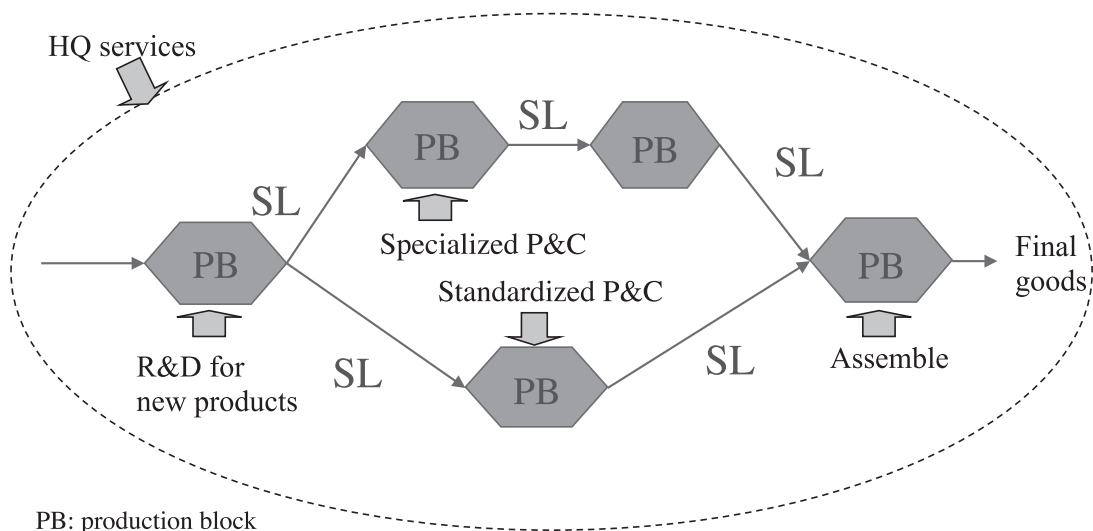 HQ services
SL
PB
PB
SL
SL
Specialized P&C
PB
PB
Final
goods
Standardized P&C
R&D for
new products
SL
PB
SL
Assemble
PB: production block